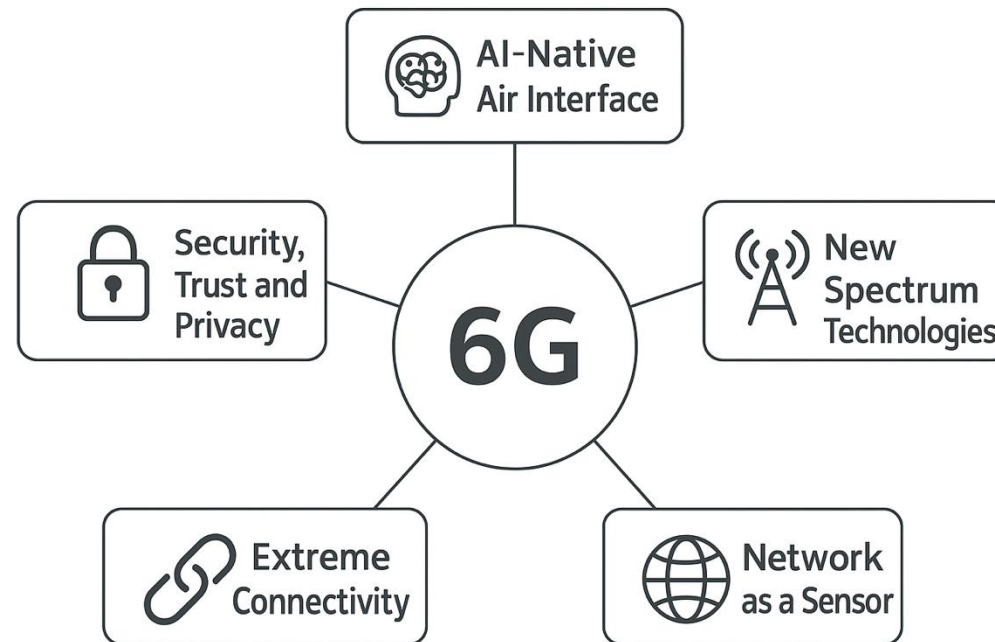 AI-Native
Air Interface
Security,
Trust and
Privacy
6G
New
Spectrum
Technologies
Extreme
Connectivity
Network
as a Sensor